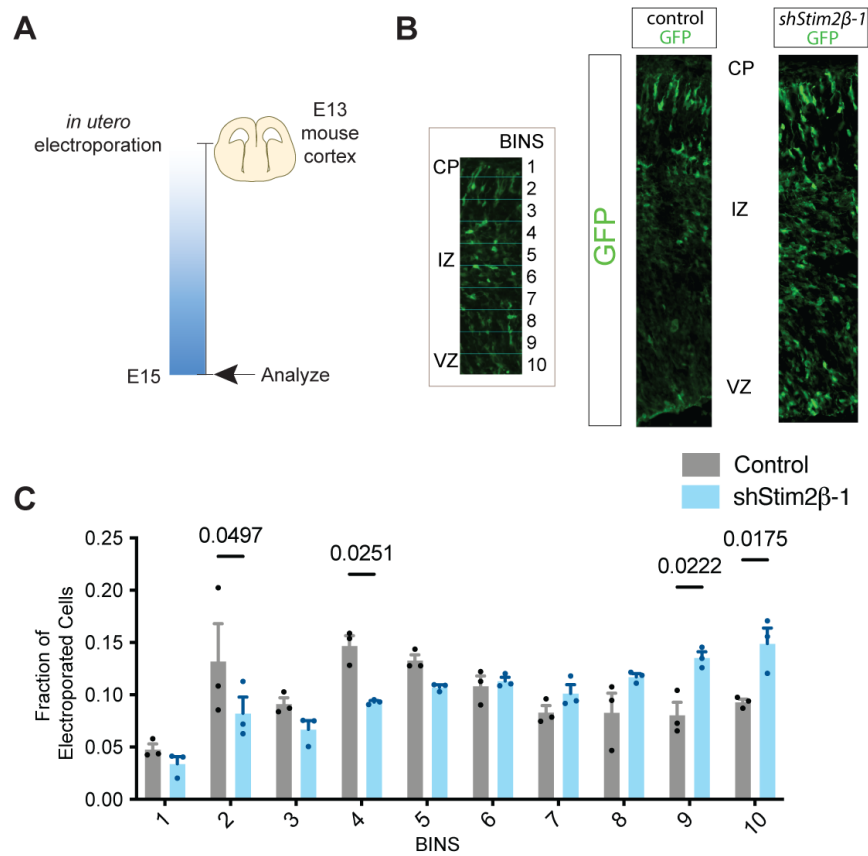 A
in utero
electroporation
E13
mouse
cortex
E15
Analyze
B
BINS
CP
IZ
VZ
1
2
3
4
5
6
7
8
9
10
GFP
control
GFP
shStim2β-1
GFP
CP
IZ
VZ
Control
shStim2β-1
C
Fraction of
Electroporated Cells
0.25
0.20
0.15
0.10
0.05
0.00
0.0497
0.0251
0.0222
0.0175
1
2
3
4
5
6
7
8
9
10
BINS